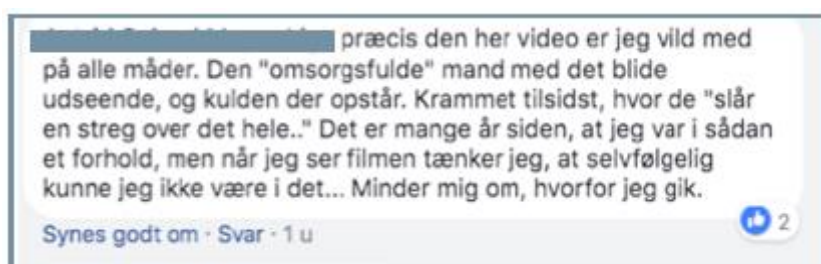 præcis den her video er jeg vild med
på alle måder. Den "omsorgsfulde" mand med det blide
udseende, og kulden der opstår. Krammet tilsidst, hvor de "slår
en streg over det hele.." Det er mange år siden, at jeg var i sådan
et forhold, men når jeg ser filmen tænker jeg, at selvfølgelig
kunne jeg ikke være i det... Minder mig om, hvorfor jeg gik.
2
Synes godt om · Svar · 1 u